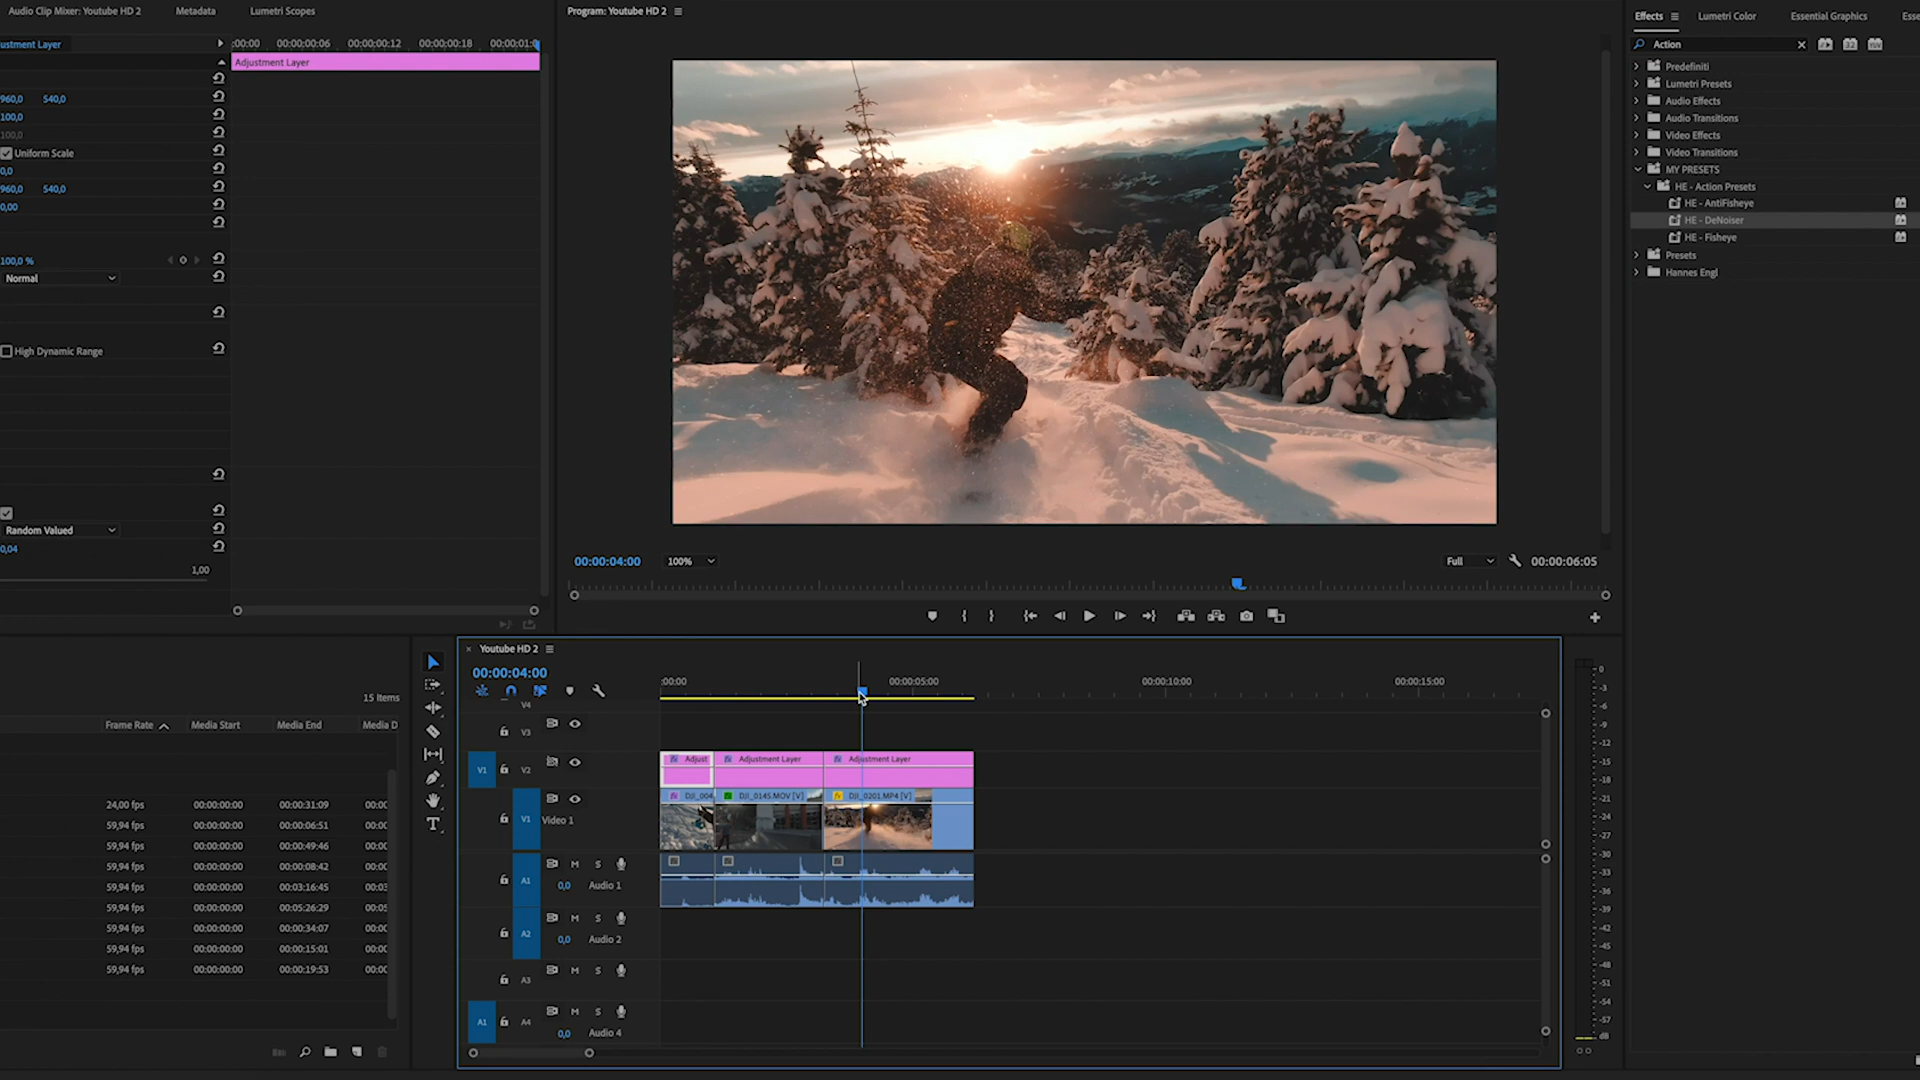 Audio Clip Mixer: Youtube HD 2
Metadata
Lumetri Scopes
Program: Youtube HD 2
Effects
Lumetri Color
Essential Graphics
Esse
ustment Layer
:00:00
00:00:00:06
00:00:00:12
00:00:00:18
00:00:01:0
Action
Adjustment Layer
Predefiniti
Lumetri Presets
960,0 540,0
Audio Effects
100,0
Audio Transitions
100,0
Video Effects
Uniform Scale
Video Transitions
0,0
MY PRESETS
960,0 540,0
HE - Action Presets
0,00
HE - AntiFisheye
HE - DeNoiser
HE - Fisheye
100,0 %
Presets
Normal
Hannes Engl
High Dynamic Range
Random Valued
0,04
1,00
00:00:04:00
100%
Full
00:00:06:05
Youtube HD 2
00:00:04:00
:00:00
00:00:05:00
00:00:10:00
00:00:15:00
15 Items
Frame Rate Media Start Media End Media D
24,00 fps 00:00:00:00 00:00:31:09 00:0
59,94 fps 00:00:00:00 00:00:06:51 00:0
59,94 fps 00:00:00:00 00:00:49:46 00:0
59,94 fps 00:00:00:00 00:00:08:42 00:0
59,94 fps 00:00:00:00 00:03:16:45 00:0
59,94 fps 00:00:00:00 00:05:26:29 00:0
59,94 fps 00:00:00:00 00:00:34:07 00:0
59,94 fps 00:00:00:00 00:00:15:01 00:0
59,94 fps 00:00:00:00 00:00:19:53 00:0
V4
V3
V1 V2
fx Adjust
fx Adjustment Layer
fx Adjustment Layer
V1 Video 1
fx DJI_004
fx DJI_0145.MOV [V]
fx DJI_0201.MP4 [V]
A1 M S
0,0 Audio 1
A2 M S
0,0 Audio 2
A3 M S
A1 A4 M S
0,0 Audio 4
0
-3
-6
-9
-12
-15
-18
-21
-24
-27
-30
-33
-36
-39
-42
-45
-48
-51
-54
-57
dB